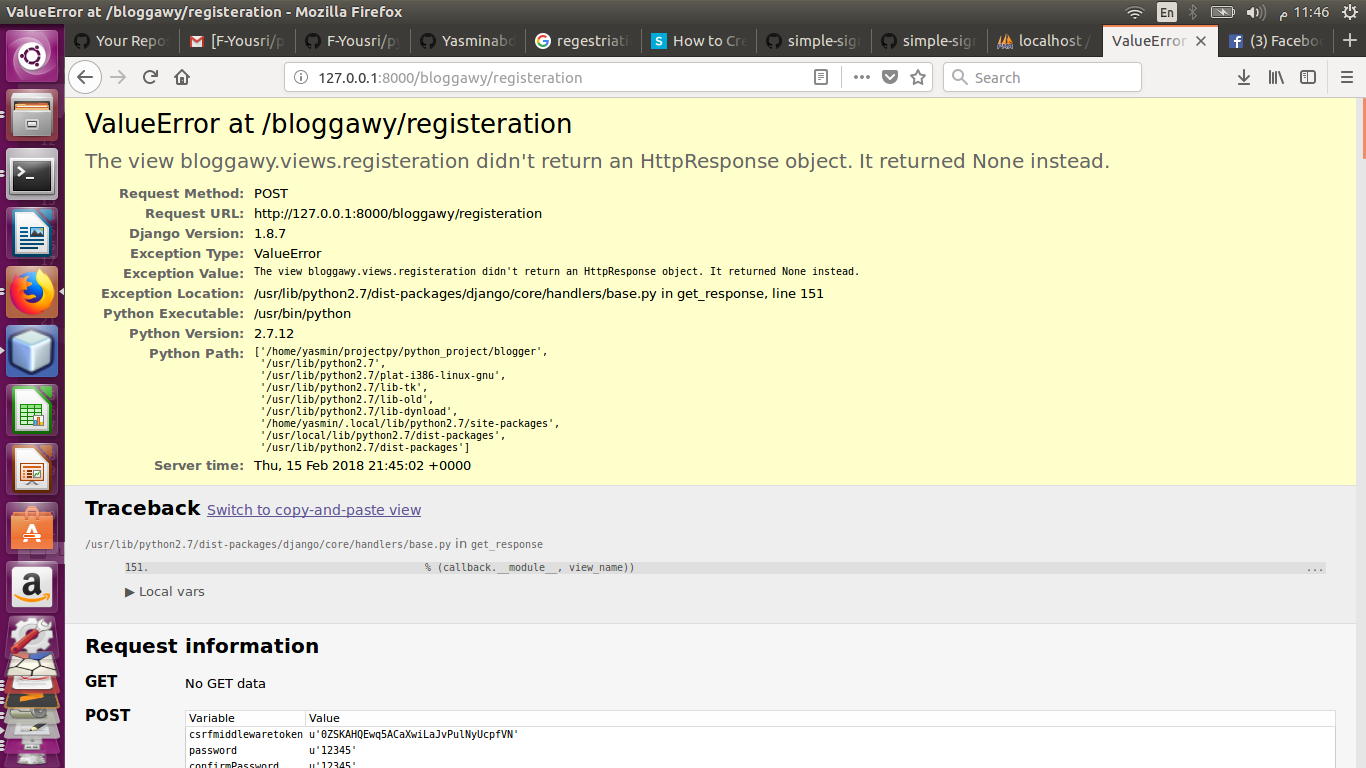 ValueError at /bloggawy/registeration - Mozilla Firefox
En
م 11:46
Your Repo
[F-Yousri/p
F-Yousri/py
Yasminabd
regestriati
How to Cre
simple-sign
simple-sign
localhost /
ValueError
(3) Facebo
127.0.0.1:8000/bloggawy/registeration
Search
ValueError at /bloggawy/registeration
The view bloggawy.views.registeration didn't return an HttpResponse object. It returned None instead.
Request Method: POST
Request URL: http://127.0.0.1:8000/bloggawy/registeration
Django Version: 1.8.7
Exception Type: ValueError
Exception Value: The view bloggawy.views.registeration didn't return an HttpResponse object. It returned None instead.
Exception Location: /usr/lib/python2.7/dist-packages/django/core/handlers/base.py in get_response, line 151
Python Executable: /usr/bin/python
Python Version: 2.7.12
Python Path: ['/home/yasmin/projectpy/python_project/blogger',
'/usr/lib/python2.7',
'/usr/lib/python2.7/plat-i386-linux-gnu',
'/usr/lib/python2.7/lib-tk',
'/usr/lib/python2.7/lib-old',
'/usr/lib/python2.7/lib-dynload',
'/home/yasmin/.local/lib/python2.7/site-packages',
'/usr/local/lib/python2.7/dist-packages',
'/usr/lib/python2.7/dist-packages']
Server time: Thu, 15 Feb 2018 21:45:02 +0000
Traceback Switch to copy-and-paste view
/usr/lib/python2.7/dist-packages/django/core/handlers/base.py in get_response
151. % (callback.__module__, view_name)) ...
▶ Local vars
Request information
GET No GET data
POST
Variable Value
csrfmiddlewaretoken u'0ZSKAHQEwq5ACaXwiLaJvPulNyUcpfVN'
password u'12345'
confirmPassword u'12345'